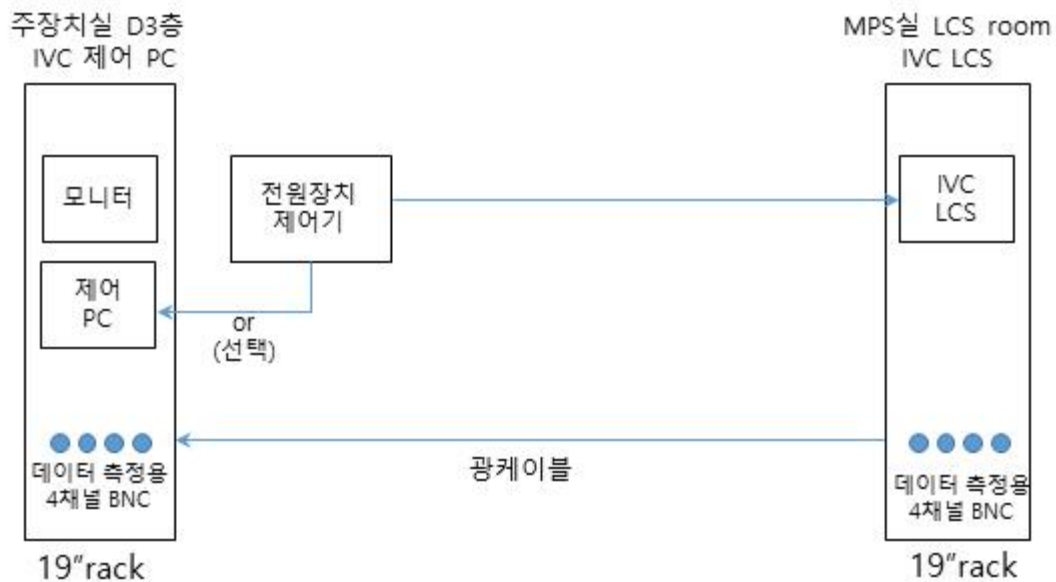 주장치실 D3층
IVC 제어 PC
MPS실 LCS room
IVC LCS
모니터
전원장치
제어기
IVC
LCS
제어
PC
or
(선택)
데이터 측정용
4채널 BNC
광케이블
데이터 측정용
4채널 BNC
19”rack
19”rack